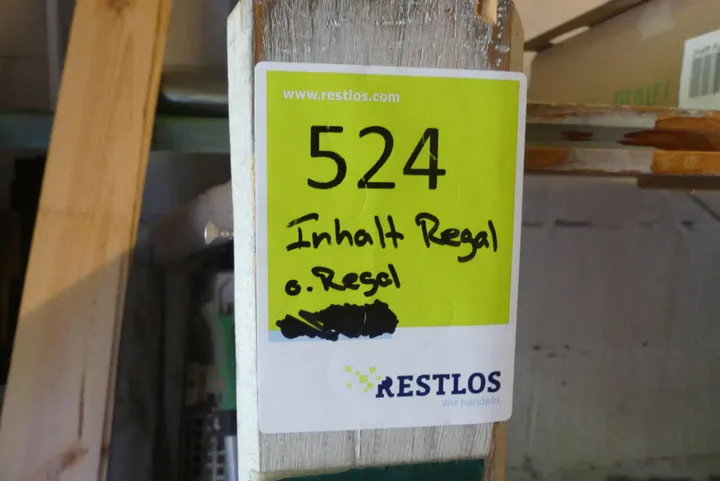 www.restlos.com
524
Inhalt Regal
o. Regal
RESTLOS
Wir handeln.